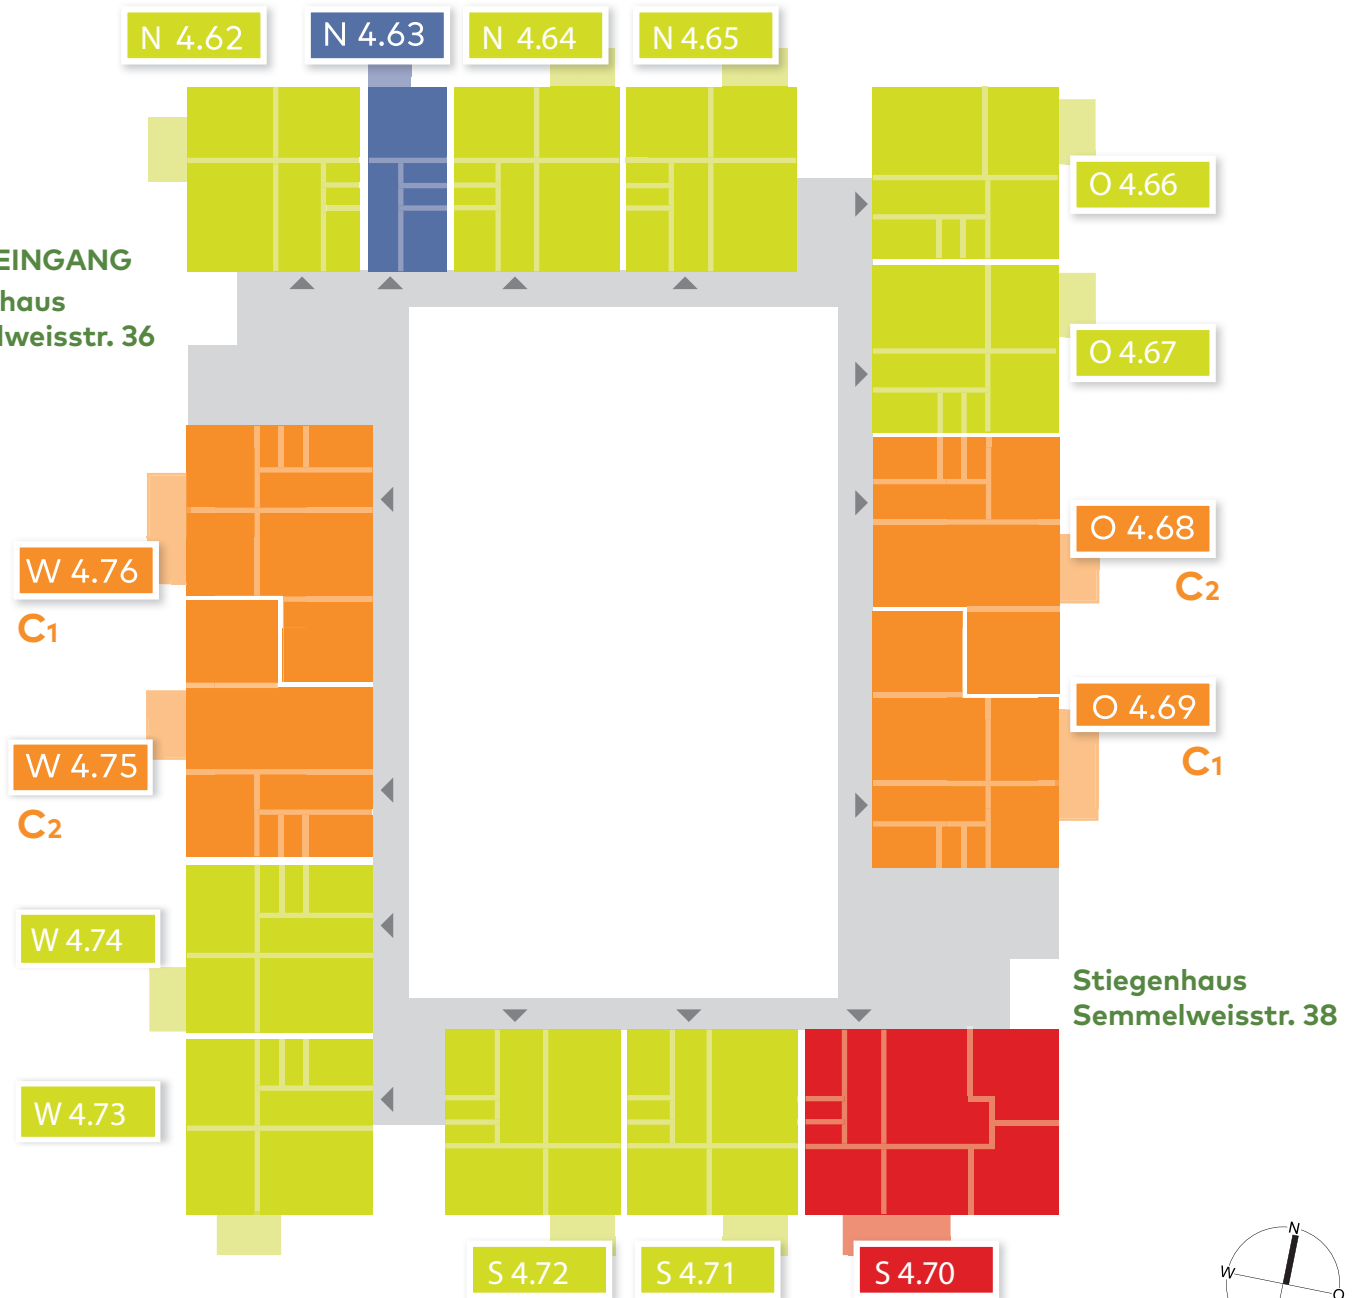 N 4.62
N 4.63
N 4.64
N 4.65
O 4.66
EINGANG
haus
lweisstr. 36
O 4.67
O 4.68
C2
W 4.76
C1
O 4.69
C1
W 4.75
C2
W 4.74
Stiegenhaus
Semmelweisstr. 38
W 4.73
S 4.72
S 4.71
S 4.70
N
W
O